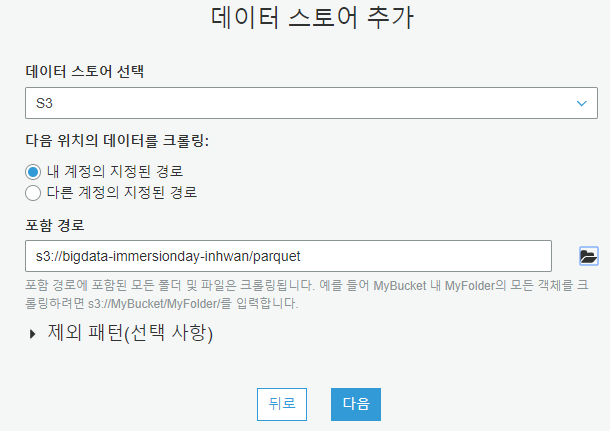 데이터 스토어 추가
데이터 스토어 선택
S3
다음 위치의 데이터를 크롤링:
내 계정의 지정된 경로
다른 계정의 지정된 경로
포함 경로
s3://bigdata-immersionday-inhwan/parquet
포함 경로에 포함된 모든 폴더 및 파일은 크롤링됩니다. 예를 들어 MyBucket 내 MyFolder의 모든 객체를 크
롤링하려면 s3://MyBucket/MyFolder/를 입력합니다.
제외 패턴(선택 사항)
뒤로
다음